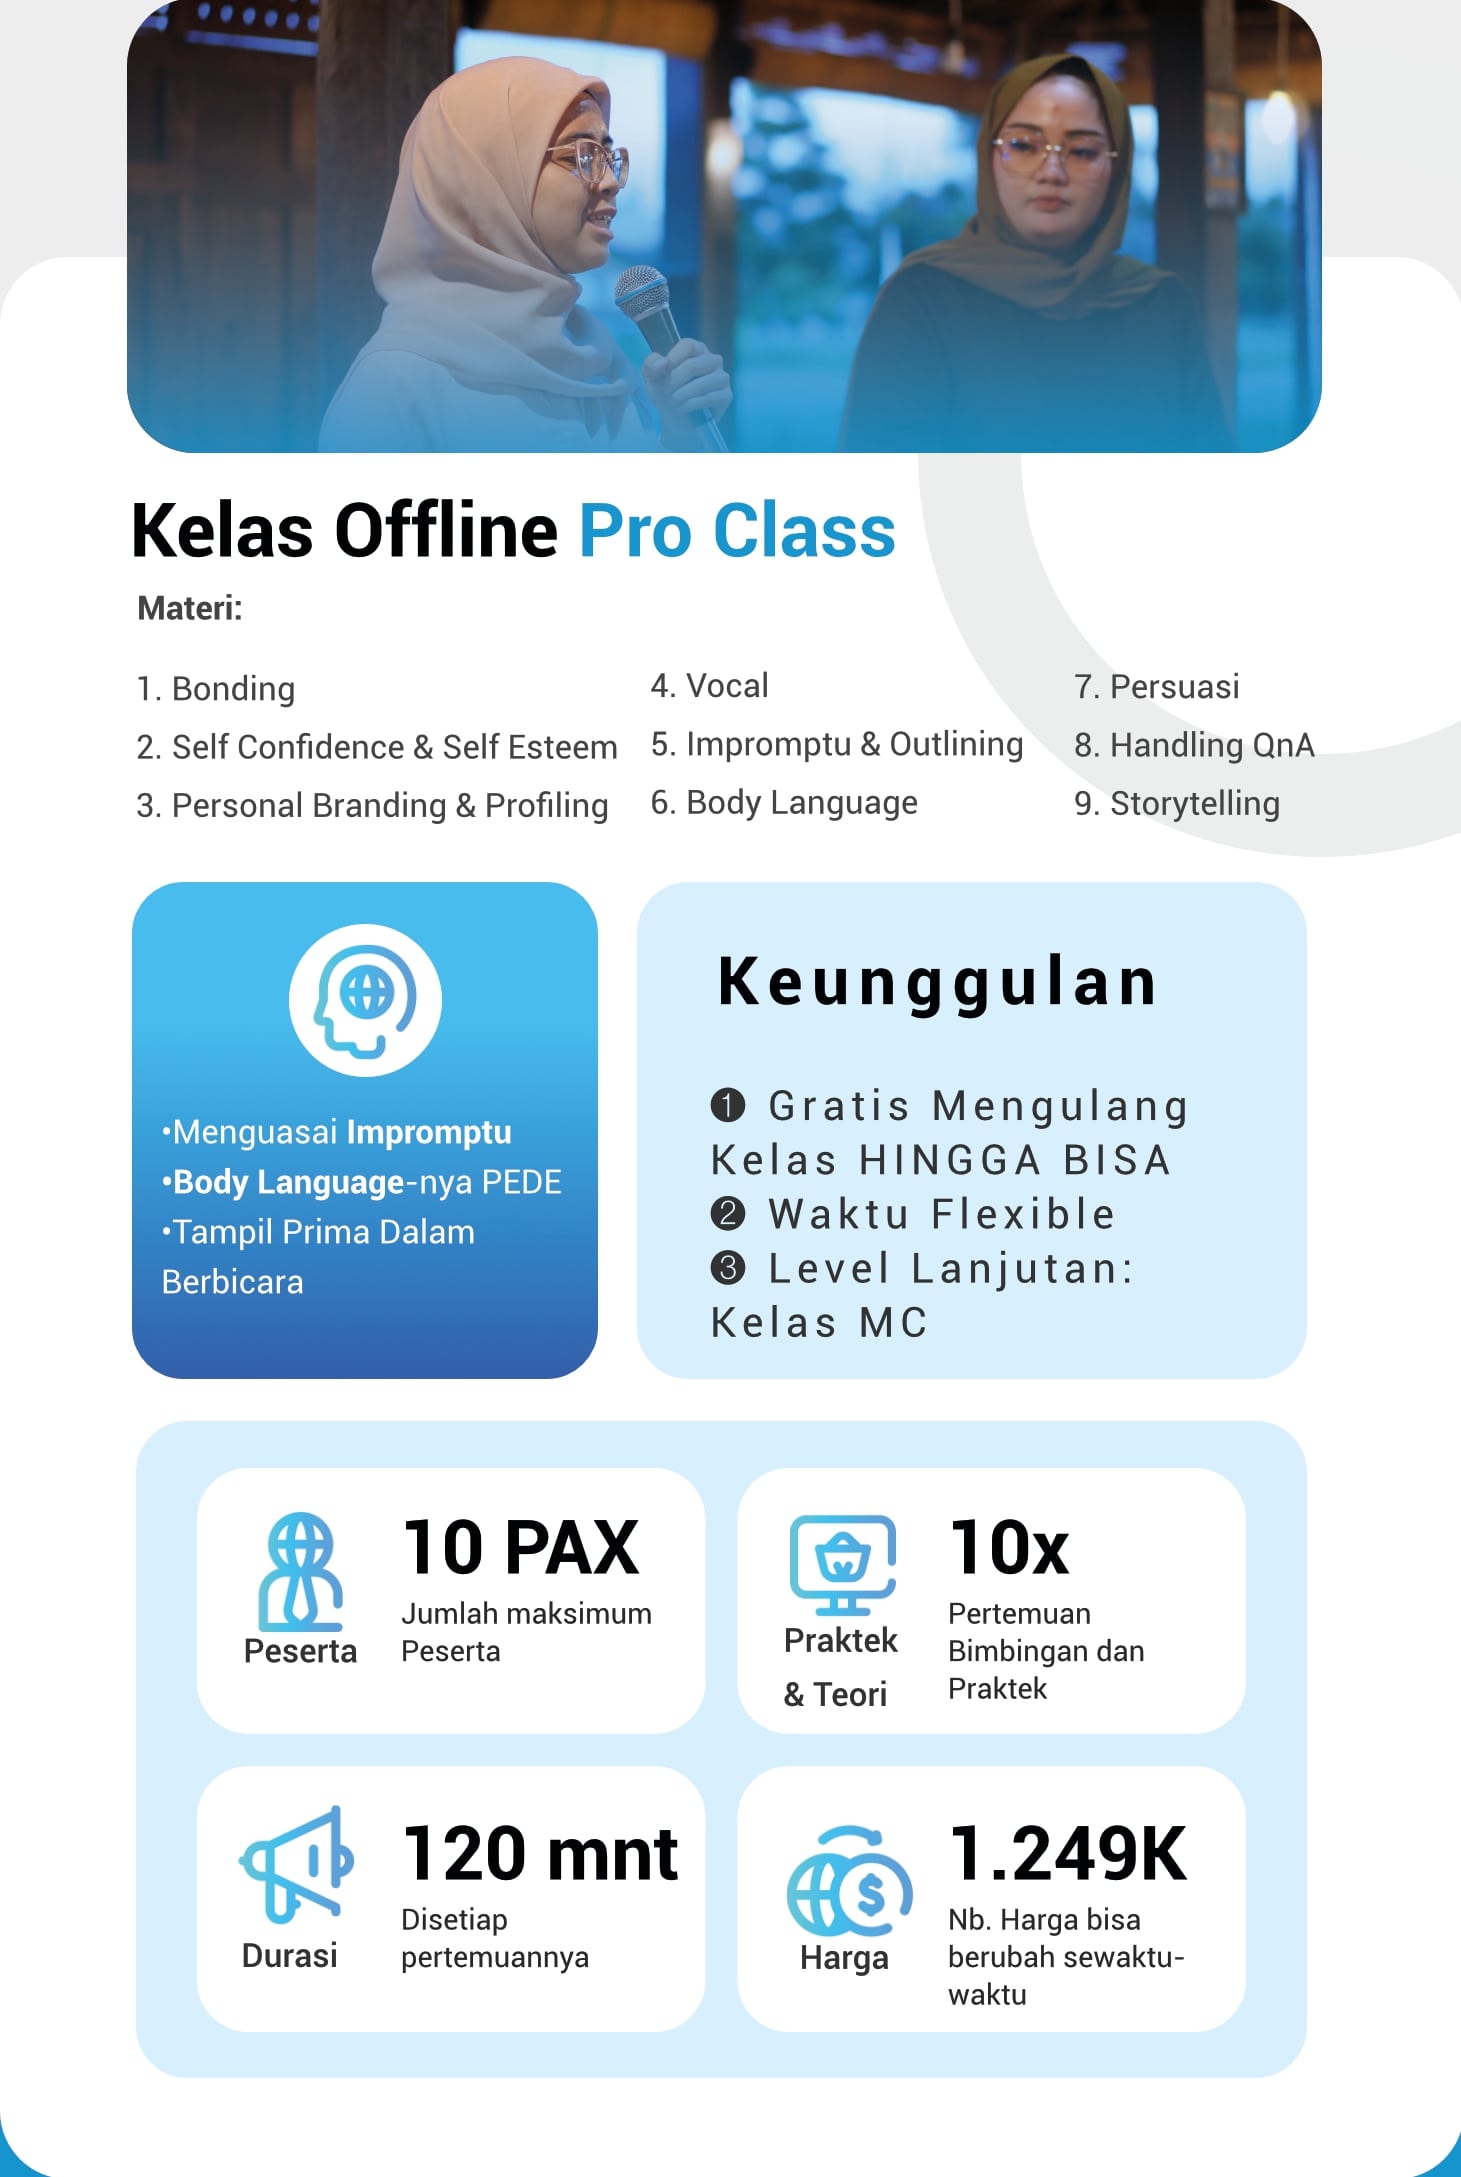 Kelas Offline Pro Class
Materi:
1. Bonding
2. Self Confidence & Self Esteem
3. Personal Branding & Profiling
4. Vocal
5. Impromptu & Outlining
6. Body Language
7. Persuasi
8. Handling QnA
9. Storytelling
•Menguasai Impromptu
•Body Language-nya PEDE
•Tampil Prima Dalam
Berbicara
Keunggulan
❶ Gratis Mengulang
Kelas HINGGA BISA
❷ Waktu Flexible
❸ Level Lanjutan:
Kelas MC
Peserta
10 PAX
Jumlah maksimum
Peserta
Praktek
& Teori
10x
Pertemuan
Bimbingan dan
Praktek
Durasi
120 mnt
Disetiap
pertemuannya
Harga
1.249K
Nb. Harga bisa
berubah sewaktu-
waktu